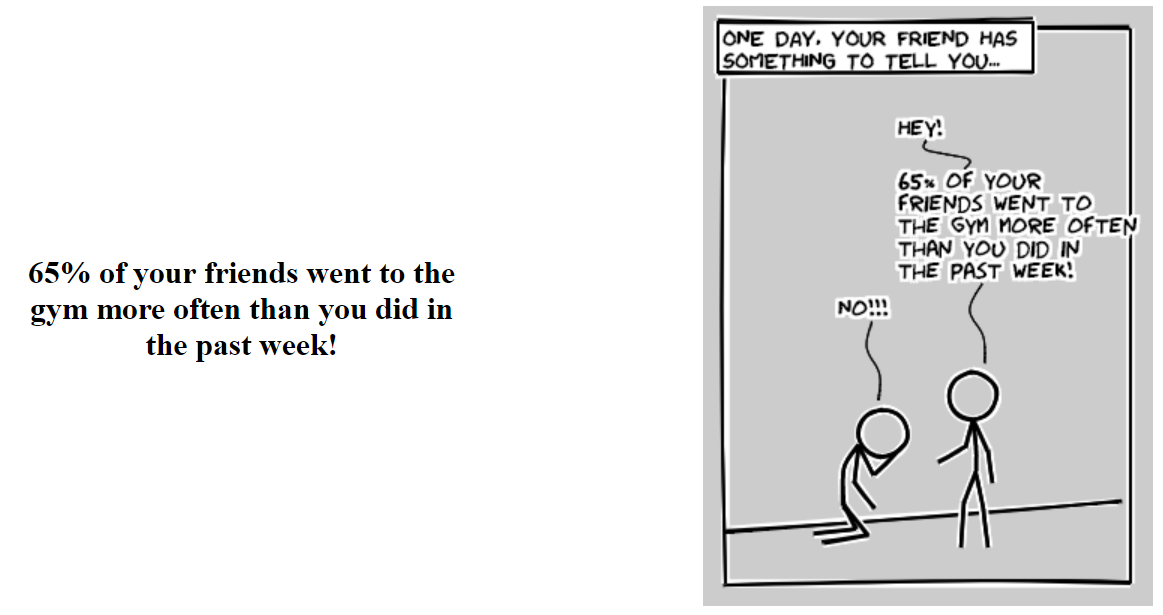 65% of your friends went to the
gym more often than you did in
the past week!
ONE DAY, YOUR FRIEND HAS
SOMETHING TO TELL YOU...
HEY!
65% OF YOUR
FRIENDS WENT TO
THE GYM MORE OFTEN
THAN YOU DID IN
THE PAST WEEK!
NO!!!